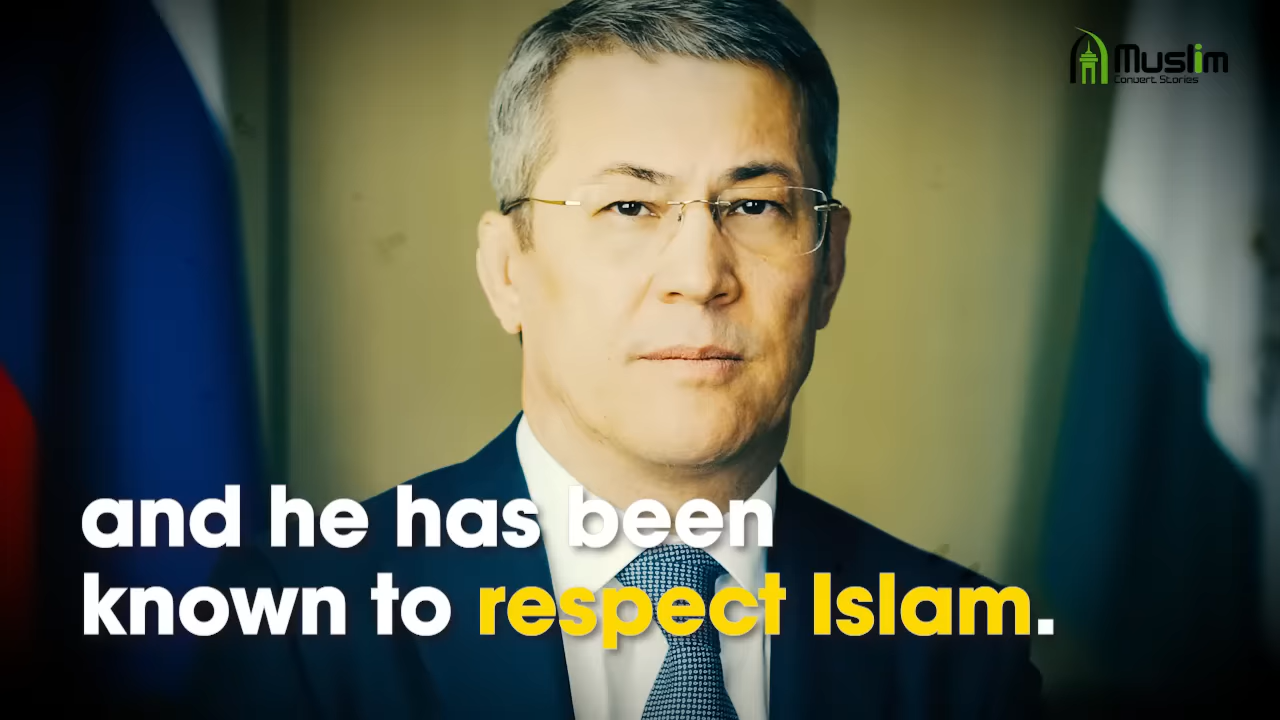 Muslim
Convert Stories
and he has been
known to respect Islam.